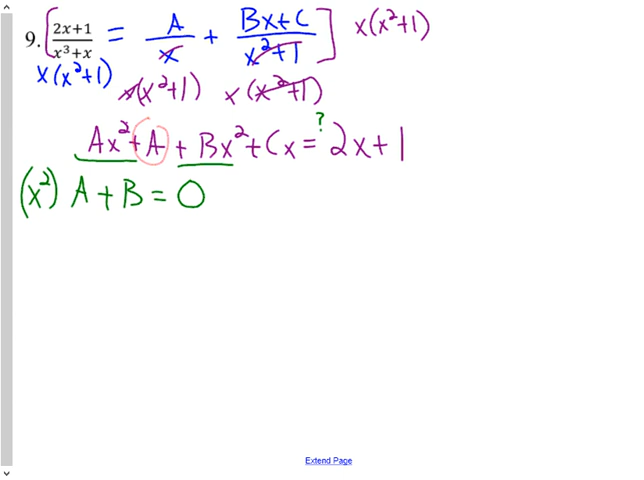 9. [ 2x+1 / x³+x = A / x + Bx+C / x²+1 ] x(x²+1)
x(x²+1) x(x²+1) x(x²+1)
?
Ax²+A+Bx²+Cx=2x+1
(x²) A+B=0
Extend Page